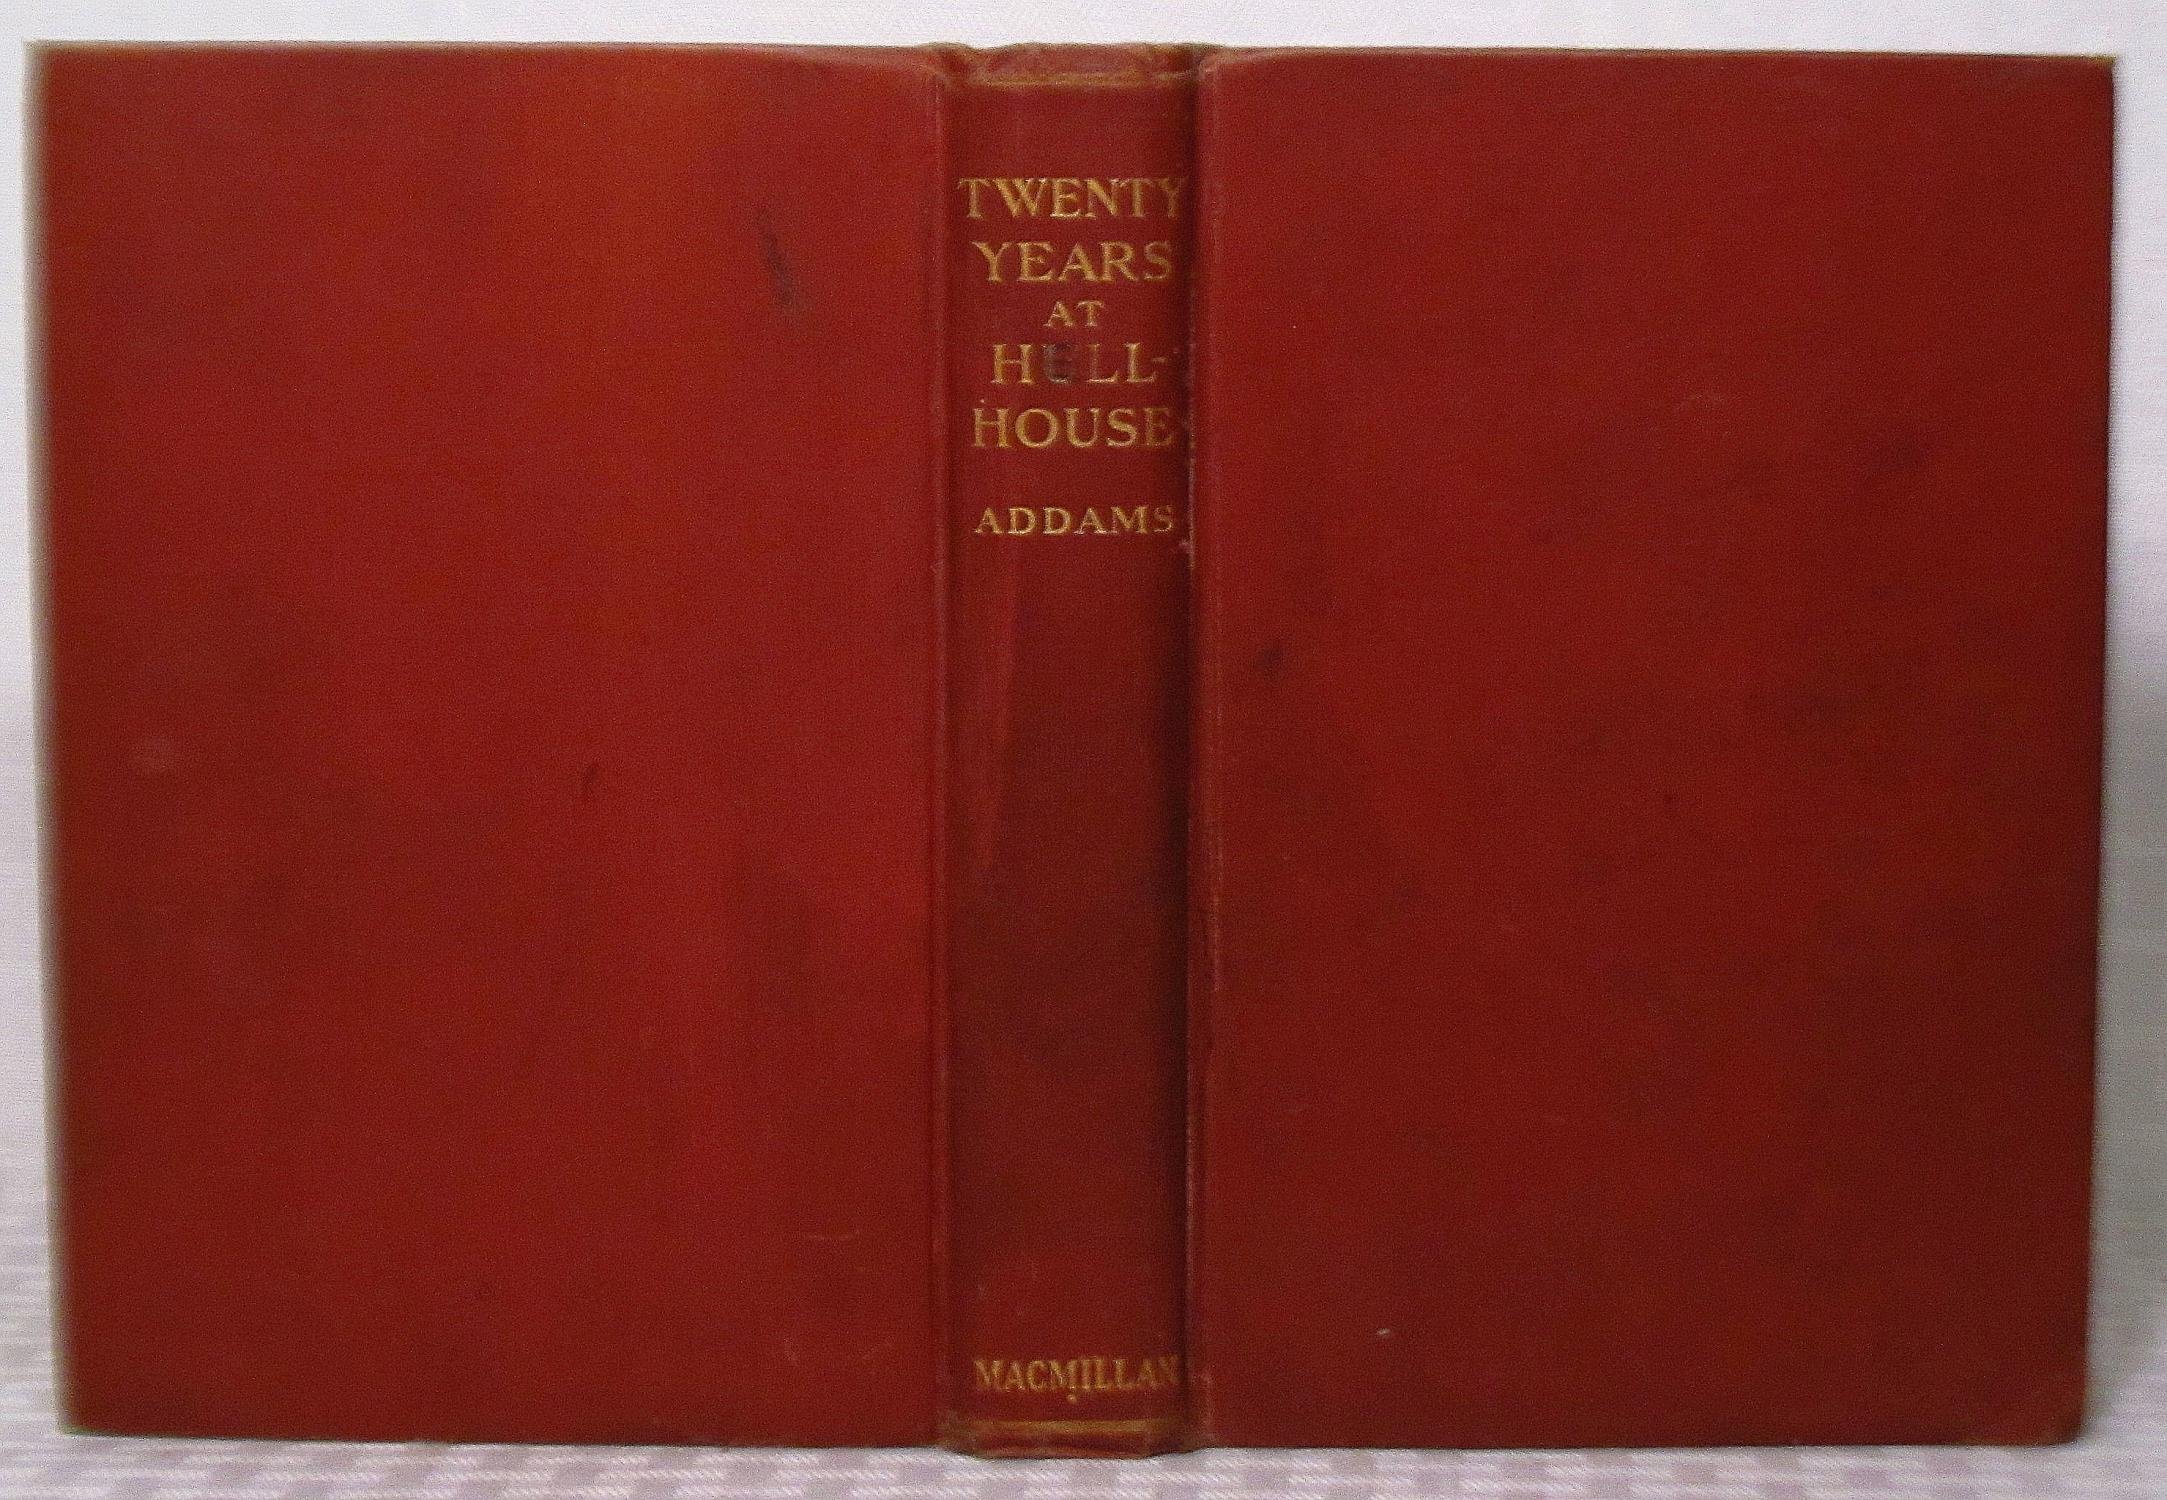 TWENTY
YEARS
AT
HULL-
HOUSE
ADDAMS
MACMILLAN